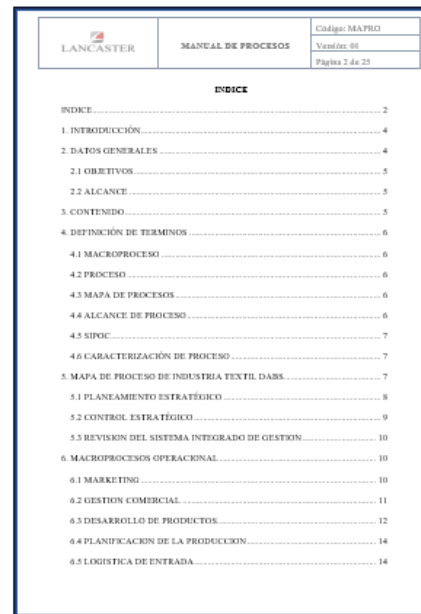 LANCASTER
MANUAL DE PROCESOS
Código: MAPRO
Versión: 01
Página 2 de 25
INDICE
INDICE 2
1. INTRODUCCIÓN 4
2. DATOS GENERALES 4
2.1 OBJETIVOS 5
2.2 ALCANCE 5
3. CONTENIDO 5
4. DEFINICIÓN DE TERMINOS 6
4.1 MACROPROCESO 6
4.2 PROCESO 6
4.3 MAPA DE PROCESOS 6
4.4 ALCANCE DE PROCESO 6
4.5 SIPOC 7
4.6 CARACTERIZACIÓN DE PROCESO 7
5. MAPA DE PROCESO DE INDUSTRIA TEXTIL DABS 7
5.1 PLANEAMIENTO ESTRATÉGICO 8
5.2 CONTROL ESTRATÉGICO 9
5.3 REVISION DEL SISTEMA INTEGRADO DE GESTION 10
6. MACROPROCESOS OPERACIONAL 10
6.1 MARKETING 10
6.2 GESTION COMERCIAL 11
6.3 DESARROLLO DE PRODUCTOS 12
6.4 PLANIFICACION DE LA PRODUCCION 14
6.5 LOGISTICA DE ENTRADA 14